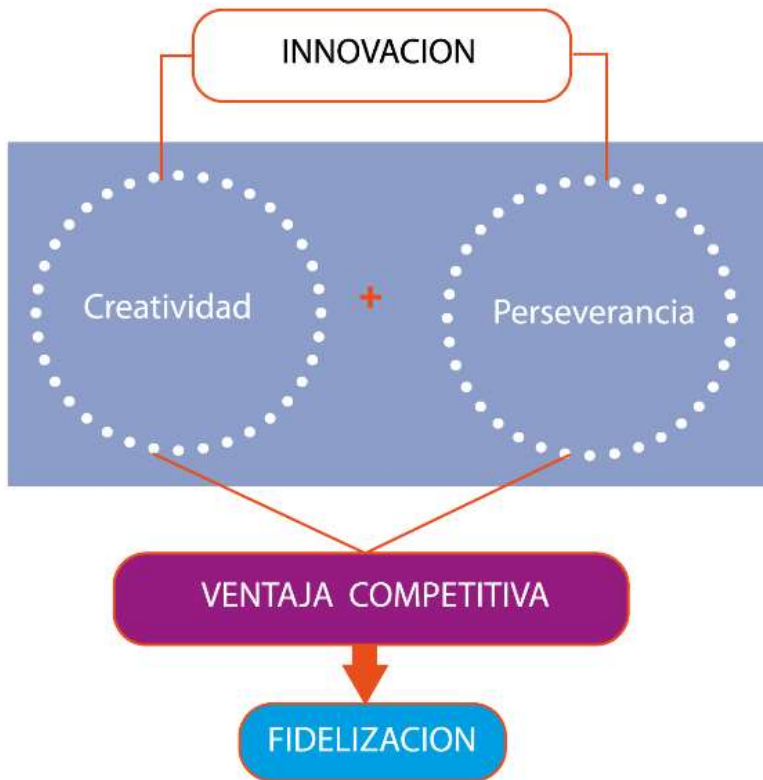 INNOVACION
Creatividad
+
Perseverancia
VENTAJA COMPETITIVA
FIDELIZACION